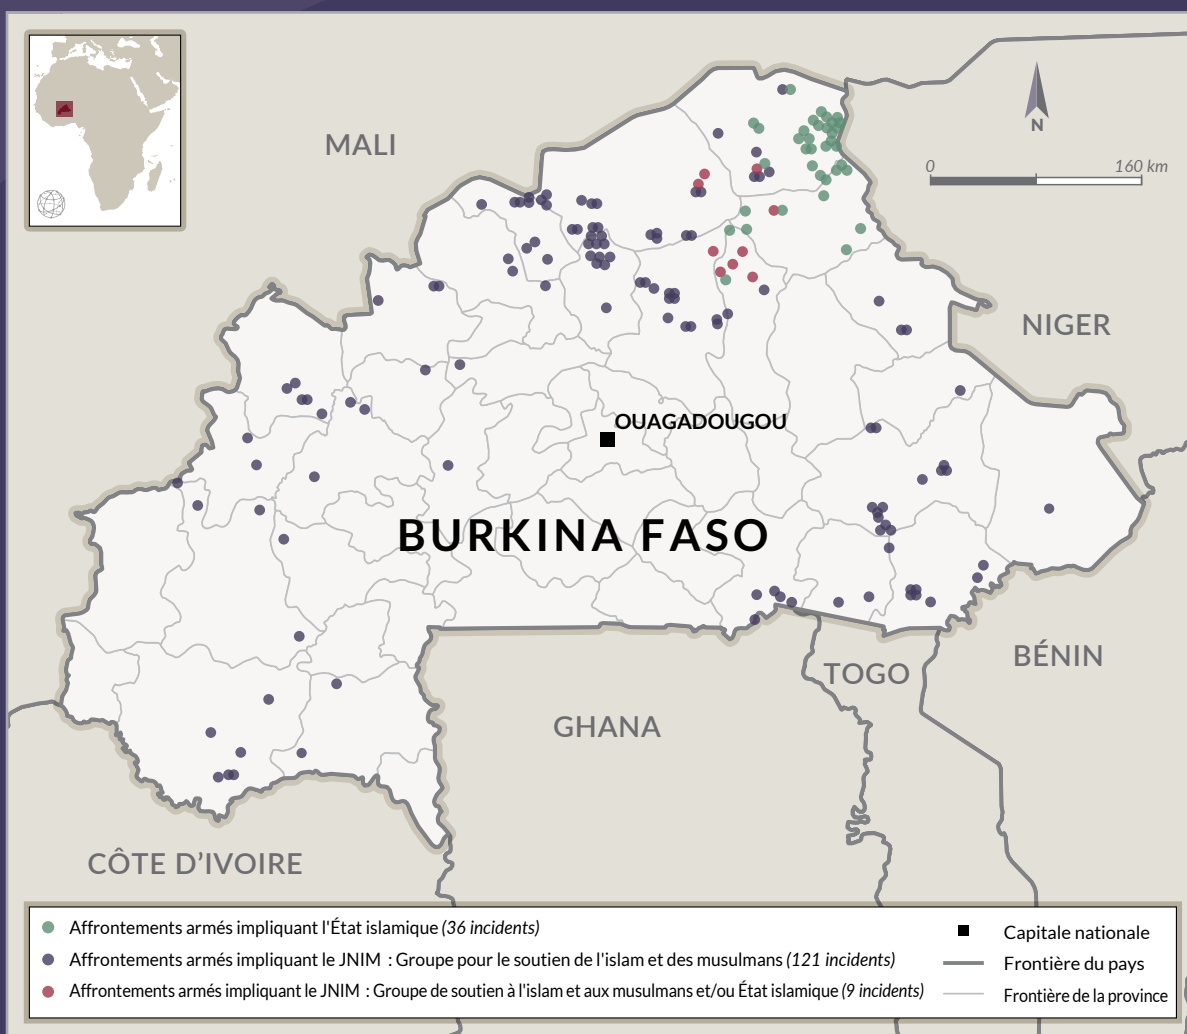 MALI
N
0 160 km
NIGER
OUAGADOUGOU
BURKINA FASO
BÉNIN
TOGO
GHANA
CÔTE D’IVOIRE
Affrontements armés impliquant l'État islamique (36 incidents)
Affrontements armés impliquant le JNIM : Groupe pour le soutien de l'islam et des musulmans (121 incidents)
Affrontements armés impliquant le JNIM : Groupe de soutien à l'islam et aux musulmans et/ou État islamique (9 incidents)
Capitale nationale
Frontière du pays
Frontière de la province